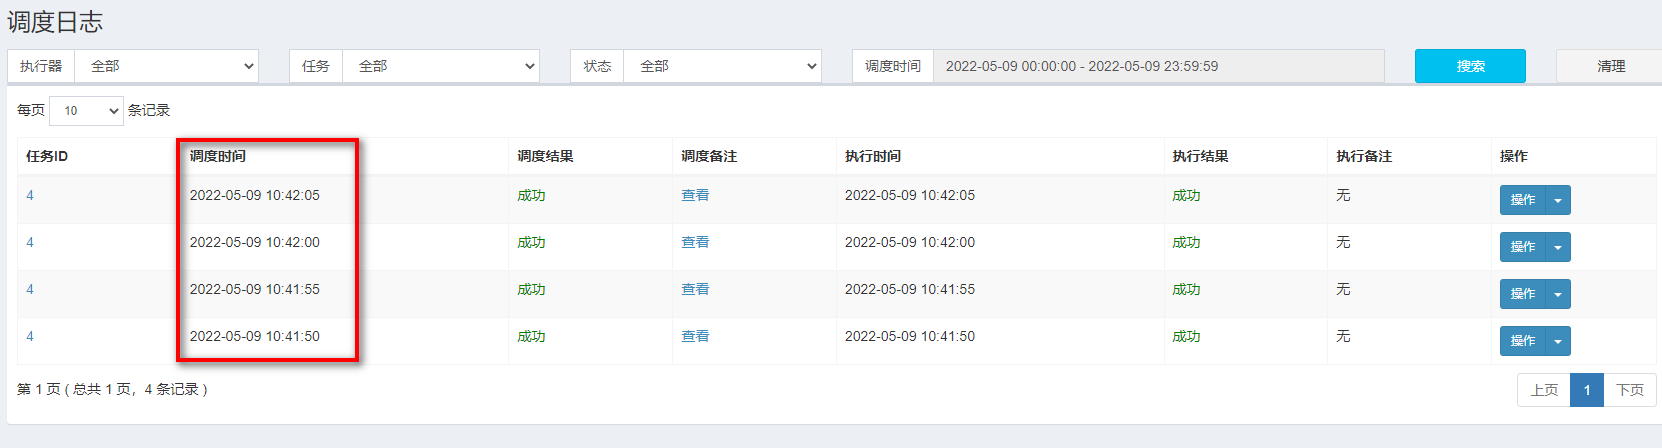 调度日志
执行器 全部 任务 全部 状态 全部 调度时间 2022-05-09 00:00:00 - 2022-05-09 23:59:59 搜索 清理
每页 10 条记录
任务ID 调度时间 调度结果 调度备注 执行时间 执行结果 执行备注 操作
4 2022-05-09 10:42:05 成功 查看 2022-05-09 10:42:05 成功 无 操作
4 2022-05-09 10:42:00 成功 查看 2022-05-09 10:42:00 成功 无 操作
4 2022-05-09 10:41:55 成功 查看 2022-05-09 10:41:55 成功 无 操作
4 2022-05-09 10:41:50 成功 查看 2022-05-09 10:41:50 成功 无 操作
第 1 页 ( 总共 1 页，4 条记录 ) 上页 1 下页